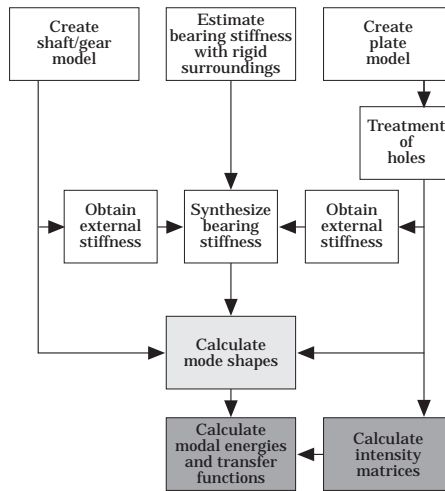 Create
shaft/gear
model
Estimate
bearing stiffness
with rigid
surroundings
Create
plate
model
Treatment
of
holes
Obtain
external
stiffness
Synthesize
bearing
stiffness
Obtain
external
stiffness
Calculate
mode shapes
Calculate
modal energies
and transfer
functions
Calculate
intensity
matrices